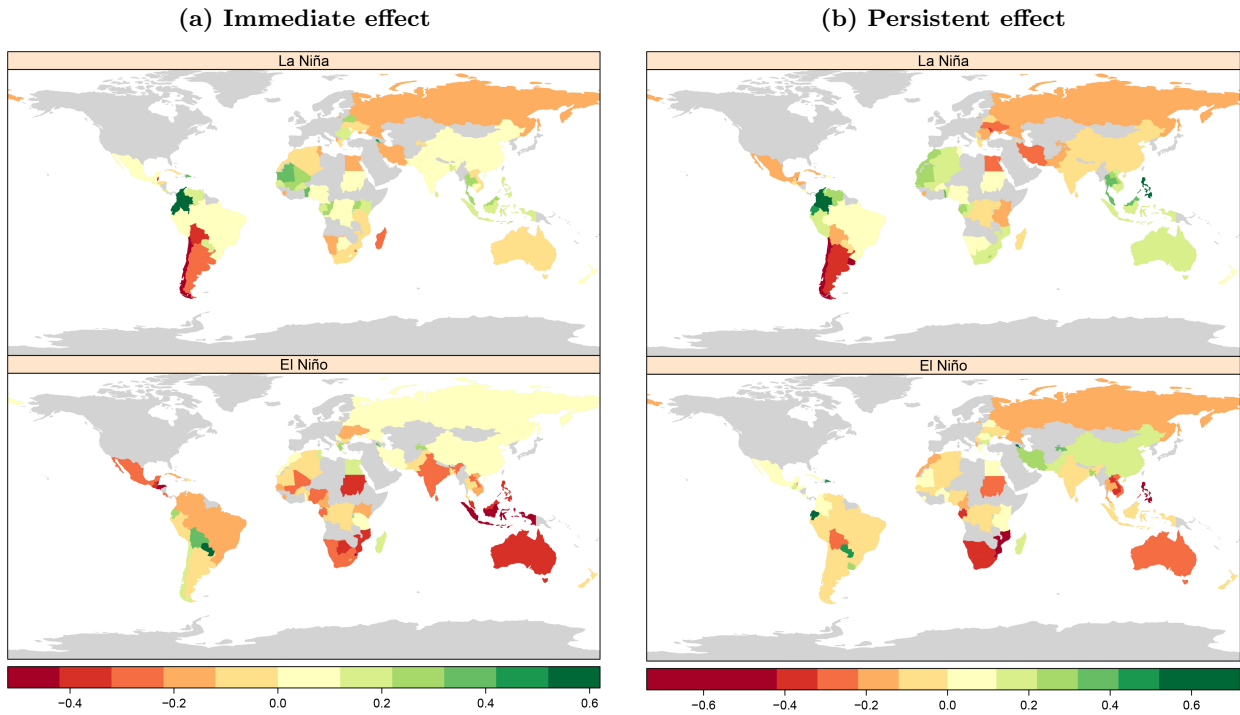 (a) Immediate effect
La Niña
El Niño
−0.4 −0.2 0.0 0.2 0.4 0.6
(b) Persistent effect
La Niña
El Niño
−0.6 −0.4 −0.2 0.0 0.2 0.4 0.6